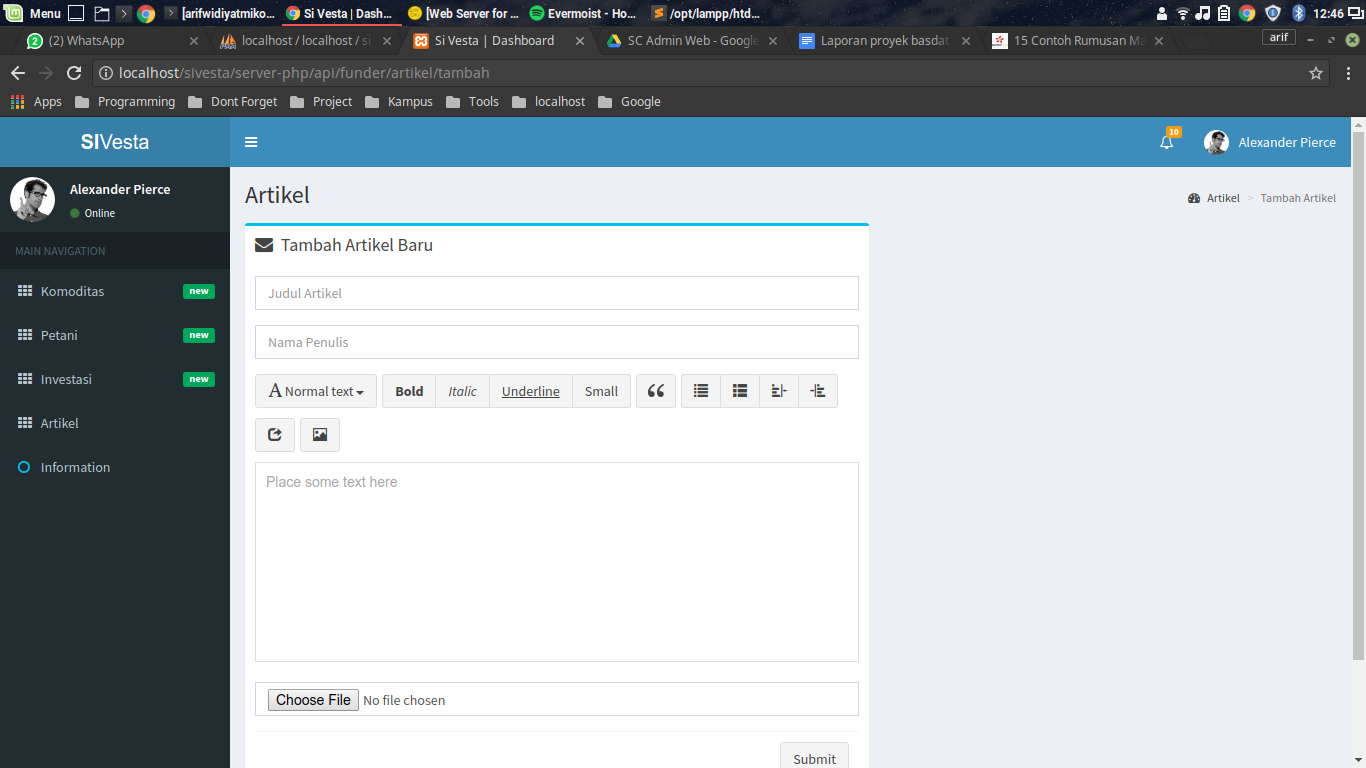 Menu [arifwidiyatmiko... Si Vesta | Dash... [Web Server for ... Evermoist - Ho... /opt/lampp/htd... 12:46
(2) WhatsApp localhost / localhost / si Si Vesta | Dashboard SC Admin Web - Google Laporan proyek basdat 15 Contoh Rumusan Ma arif
localhost/sivesta/server-php/api/funder/artikel/tambah
Apps Programming Dont Forget Project Kampus Tools localhost Google
SIVesta 10 Alexander Pierce
Alexander Pierce
Online
MAIN NAVIGATION
Komoditas new
Petani new
Investasi new
Artikel
Information
Artikel
Artikel > Tambah Artikel
Tambah Artikel Baru
Judul Artikel
Nama Penulis
A Normal text Bold Italic Underline Small
Place some text here
Choose File No file chosen
Submit